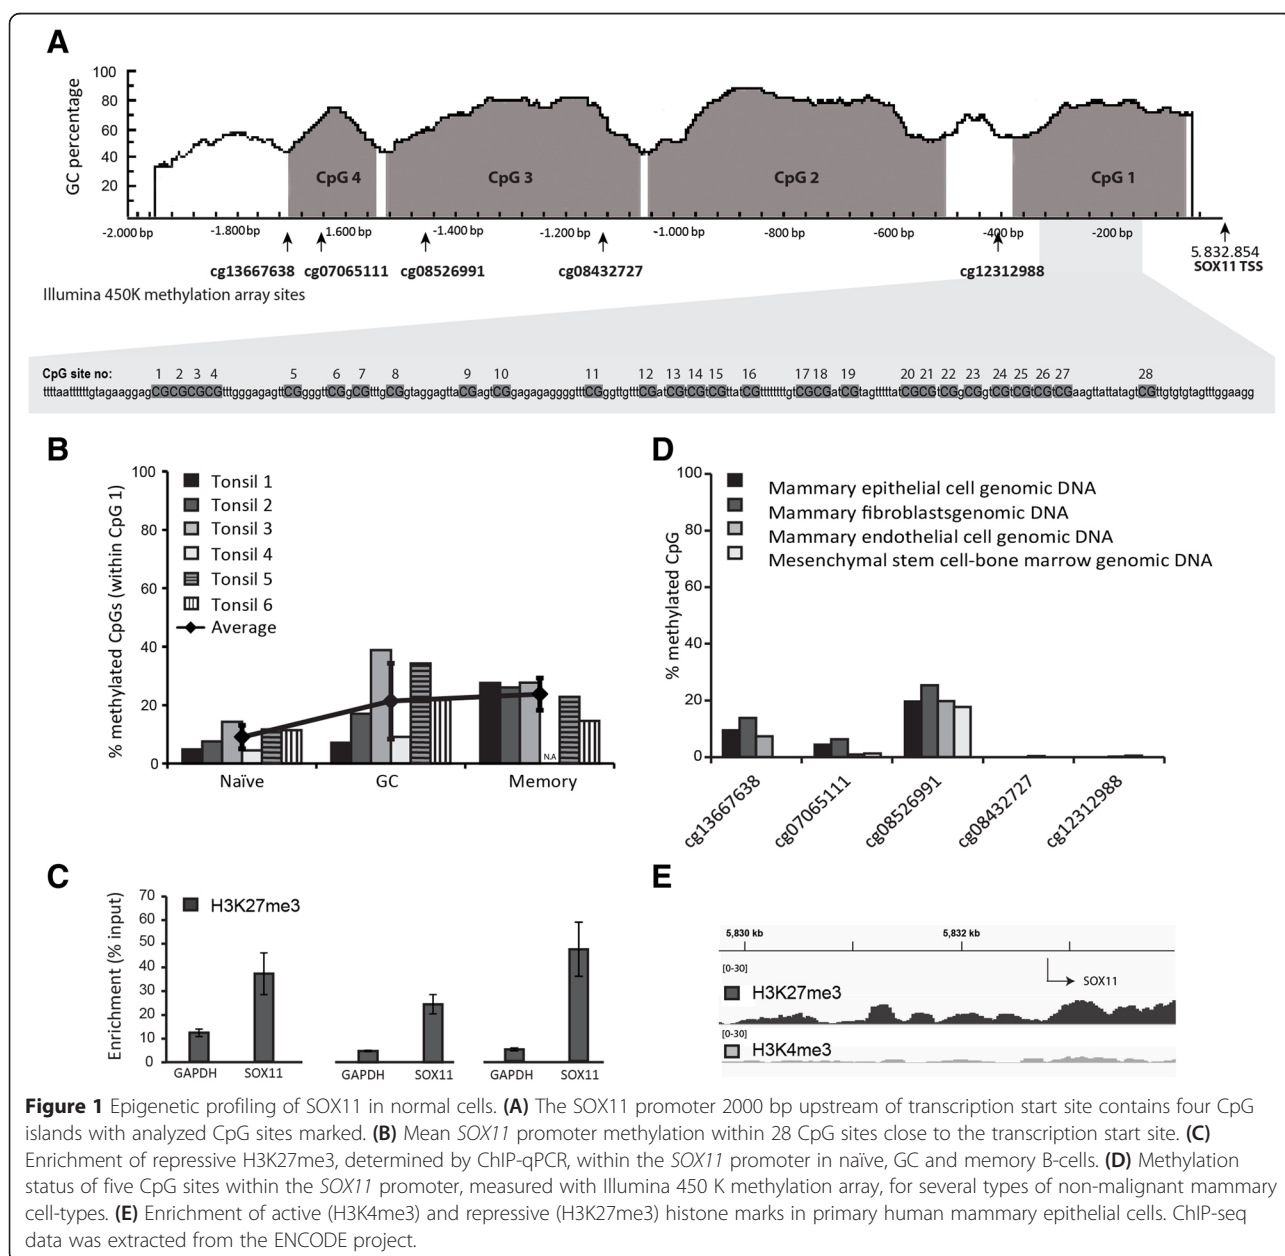 A
GC percentage
100
80
60
40
20
CpG 4
CpG 3
CpG 2
CpG 1
-2.000 bp
-1.800bp
1.600 bp
-1.400 bp
-1.200 bp
-1.000 bp
-800 bp
-600 bp
-400 bp
-200 bp
5.832.854
SOX11 TSS
cg13667638 cg07065111 cg08526991 cg08432727 cg12312988
Illumina 450K methylation array sites
CpG site no: 1 2 3 4 5 6 7 8 9 10 11 12 13 14 15 16 17 18 19 20 21 22 23 24 25 26 27 28
ttttaattttttgtagaaggagCGCGCGCGtttgggagagttCGgggtCGgCGtttgCGgtaggagttaCGagtCGgagagaggggtttCGggttgtttCGatCGtCGtCGttatCGttttttttgtCGCGatCGtagtttttatCGCGtCGgCGgtCGtCGtCGtCGaagttattatagtCGttgtgtgtagtttggaagg
B
% methylated CpGs (within CpG 1)
100
80
60
40
20
0
Tonsil 1
Tonsil 2
Tonsil 3
Tonsil 4
Tonsil 5
Tonsil 6
Average
N.A
Naïve
GC
Memory
D
% methylated CpG
100
80
60
40
20
0
Mammary epithelial cell genomic DNA
Mammary fibroblastsgenomic DNA
Mammary endothelial cell genomic DNA
Mesenchymal stem cell-bone marrow genomic DNA
cg13667638
cg07065111
cg08526991
cg08432727
cg12312988
C
Enrichment (% input)
70
60
50
40
30
20
10
0
H3K27me3
GAPDH SOX11 GAPDH SOX11 GAPDH SOX11
E
5,830 kb 5,832 kb
[0-30]
SOX11
H3K27me3
[0-30]
H3K4me3
Figure 1 Epigenetic profiling of SOX11 in normal cells. (A) The SOX11 promoter 2000 bp upstream of transcription start site contains four CpG
islands with analyzed CpG sites marked. (B) Mean SOX11 promoter methylation within 28 CpG sites close to the transcription start site. (C)
Enrichment of repressive H3K27me3, determined by ChIP-qPCR, within the SOX11 promoter in naïve, GC and memory B-cells. (D) Methylation
status of five CpG sites within the SOX11 promoter, measured with Illumina 450 K methylation array, for several types of non-malignant mammary
cell-types. (E) Enrichment of active (H3K4me3) and repressive (H3K27me3) histone marks in primary human mammary epithelial cells. ChIP-seq
data was extracted from the ENCODE project.